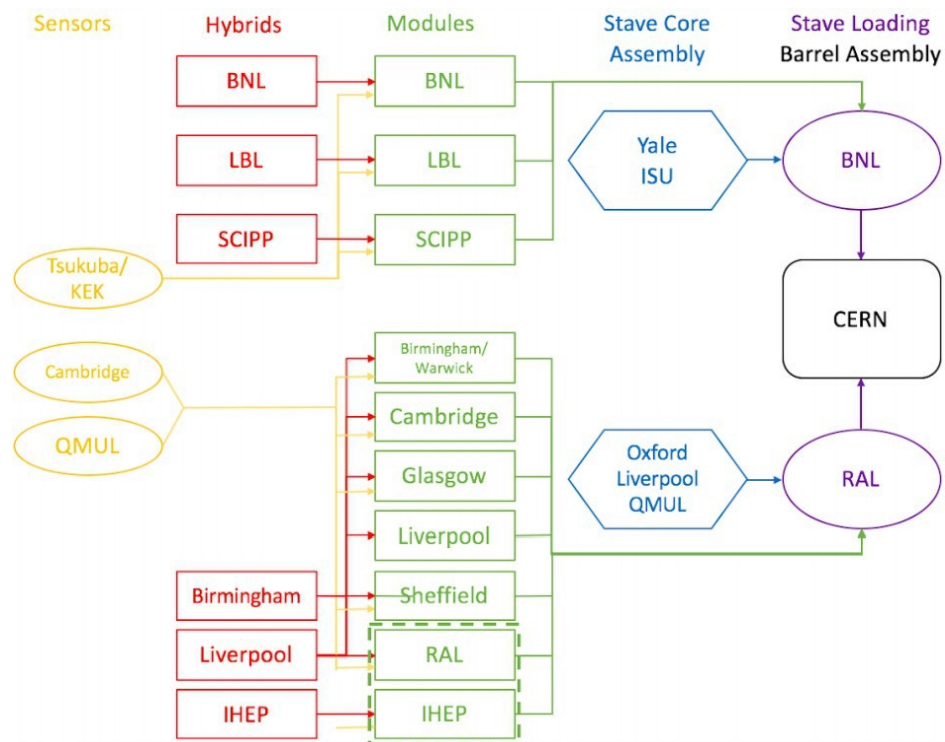 Sensors
Hybrids
Modules
Stave Core
Assembly
Stave Loading
Barrel Assembly
BNL
BNL
LBL
LBL
SCIPP
SCIPP
Yale
ISU
BNL
Tsukuba/
KEK
CERN
Cambridge
QMUL
Birmingham/
Warwick
Cambridge
Glasgow
Liverpool
Oxford
Liverpool
QMUL
RAL
Birmingham
Sheffield
Liverpool
RAL
IHEP
IHEP